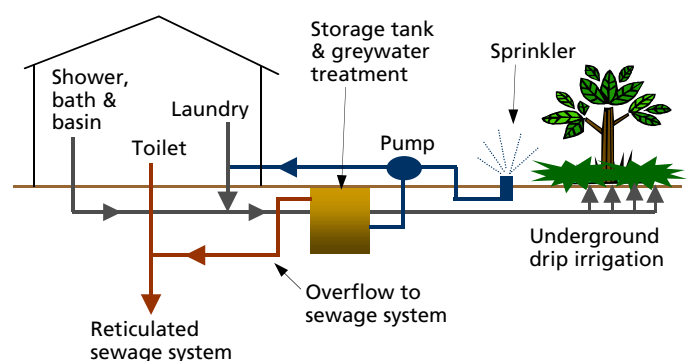 Storage tank
& greywater
treatment
Sprinkler
Shower,
bath &
basin
Laundry
Toilet
Pump
Underground
drip irrigation
Overflow to
sewage system
Reticulated
sewage system